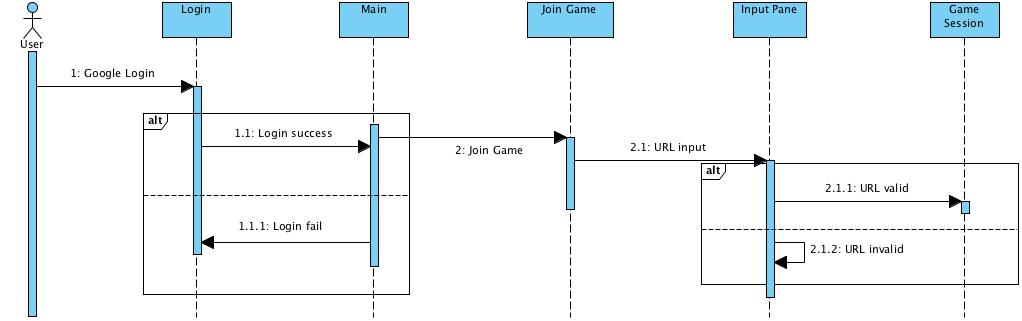 Login
Main
Join Game
Input Pane
Game
Session
User
1: Google Login
alt
1.1: Login success
2: Join Game
2.1: URL input
alt
2.1.1: URL valid
1.1.1: Login fail
2.1.2: URL invalid